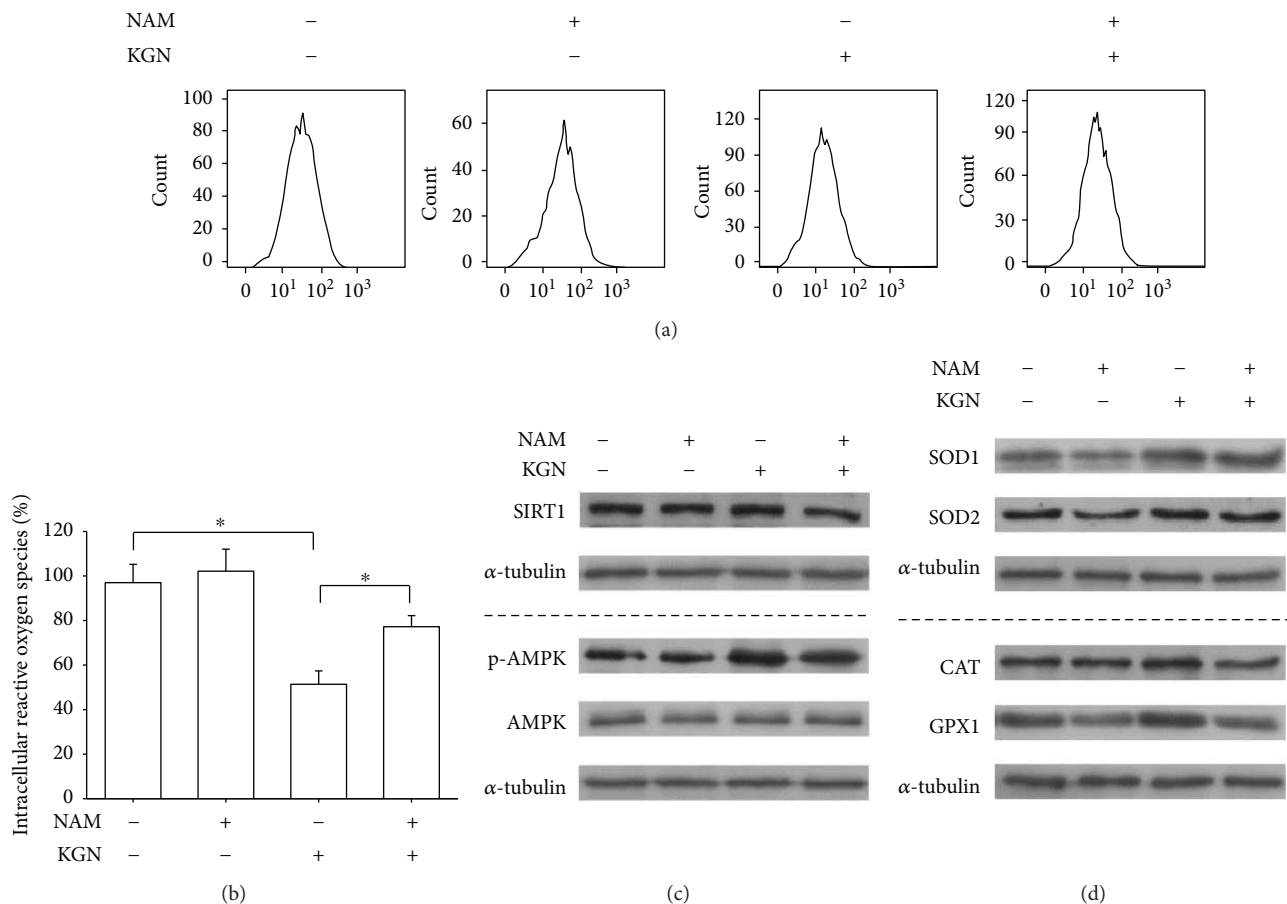 NAM − + − +
KGN − − + +
Count
100
80
60
40
20
0
0 10¹ 10² 10³
Count
60
40
20
0
0 10¹ 10² 10³
Count
120
90
60
30
0
0 10¹ 10² 10³
Count
120
90
60
30
0
0 10¹ 10² 10³
(a)
Intracellular reactive oxygen species (%)
120
100
80
60
40
20
0
*
*
NAM − + − +
KGN − − + +
(b)
NAM − + − +
KGN − − + +
SIRT1
α-tubulin
p-AMPK
AMPK
α-tubulin
(c)
NAM − + − +
KGN − − + +
SOD1
SOD2
α-tubulin
CAT
GPX1
α-tubulin
(d)